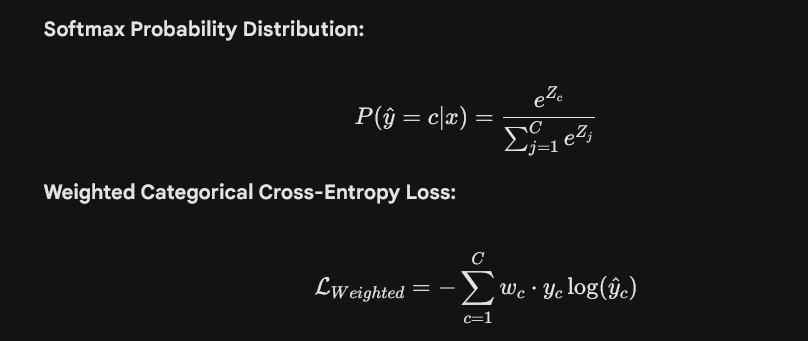 Softmax Probability Distribution:
P(ŷ = c|x) = e^{Z_c} / ∑_{j=1}^{C} e^{Z_j}
Weighted Categorical Cross-Entropy Loss:
ℒ_{Weighted} = − ∑_{c=1}^{C} w_c · y_c log(ŷ_c)